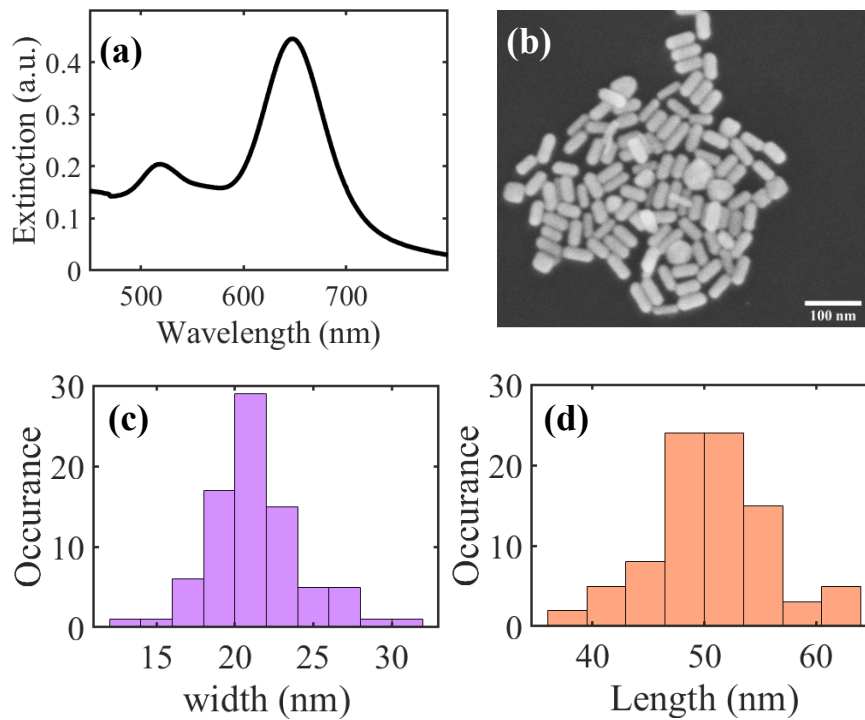 (a)
Extinction (a.u.)
0.4
0.3
0.2
0.1
0
500 600 700
Wavelength (nm)
(b)
100 nm
(c)
Occurance
30
20
10
0
15 20 25 30
width (nm)
(d)
Occurance
30
20
10
0
40 50 60
Length (nm)